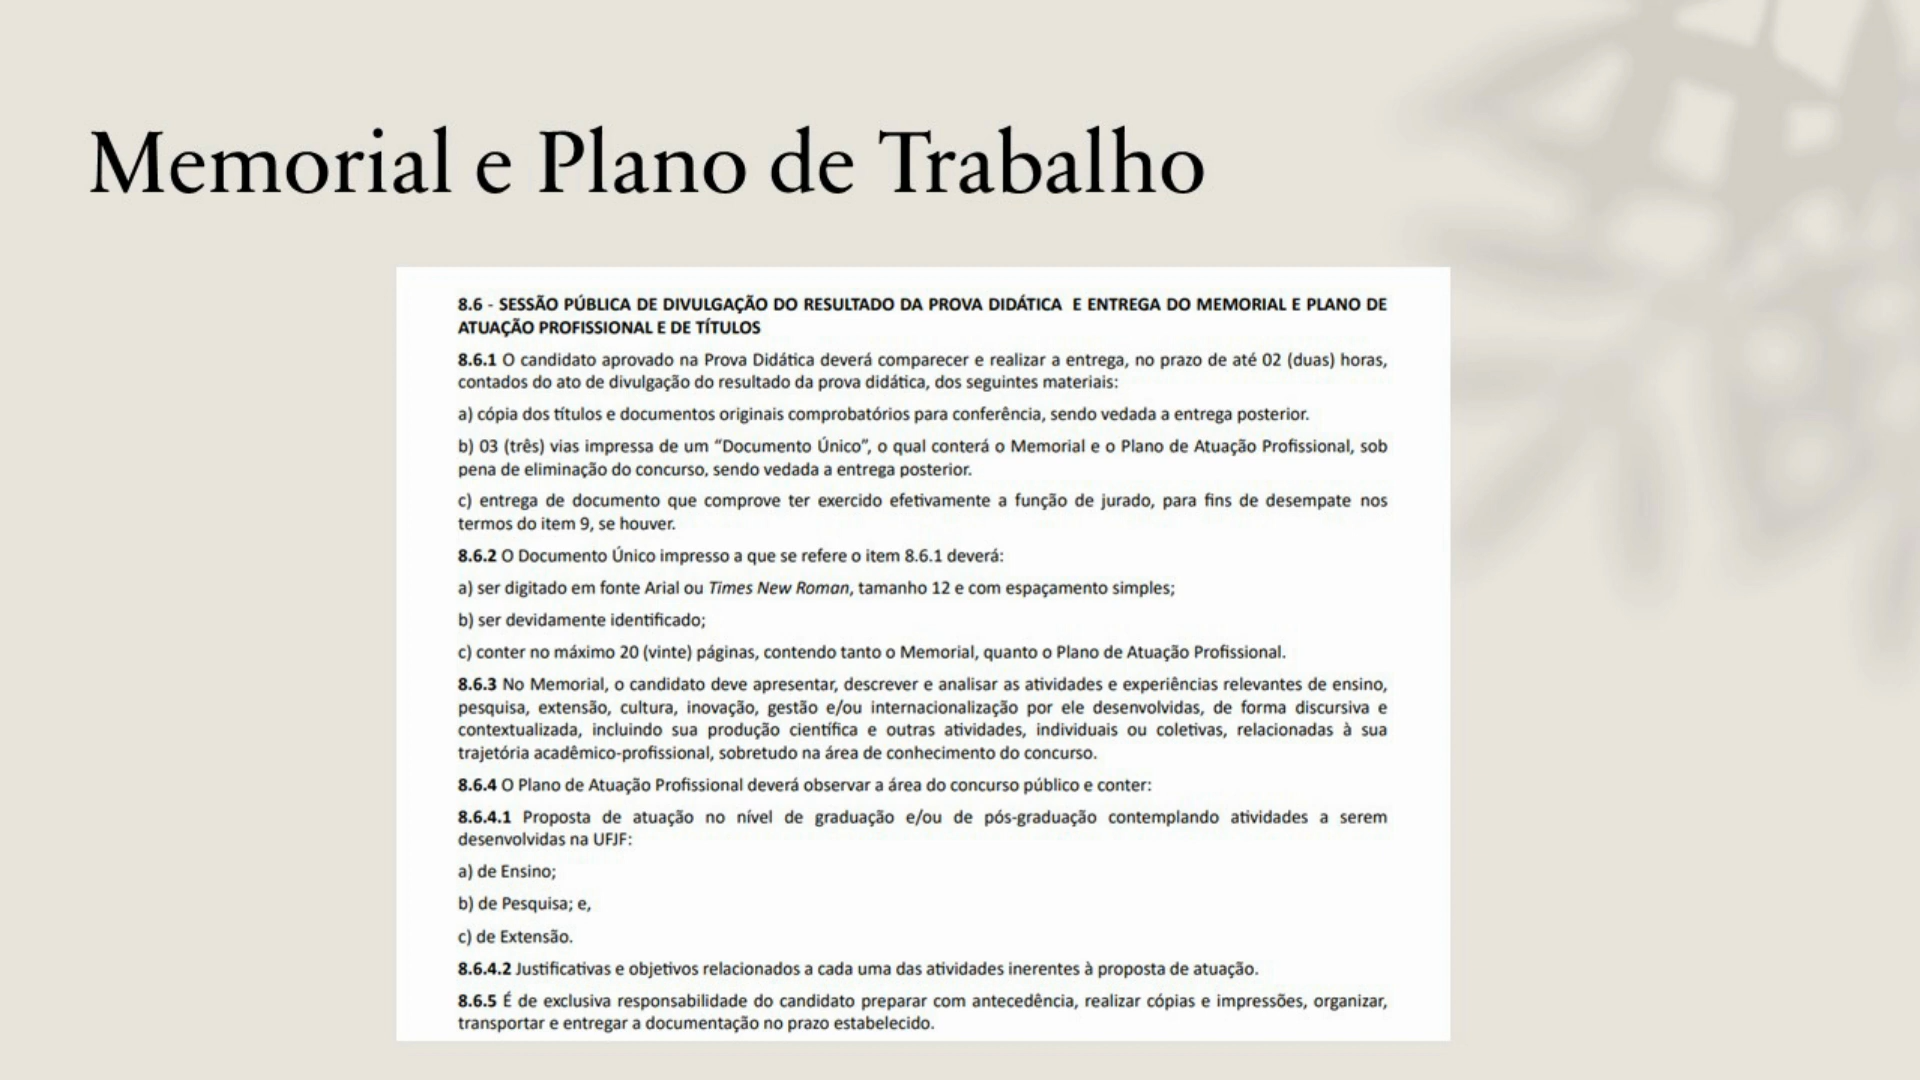 Memorial e Plano de Trabalho
8.6 - SESSÃO PÚBLICA DE DIVULGAÇÃO DO RESULTADO DA PROVA DIDÁTICA E ENTREGA DO MEMORIAL E PLANO DE
ATUAÇÃO PROFISSIONAL E DE TÍTULOS
8.6.1 O candidato aprovado na Prova Didática deverá comparecer e realizar a entrega, no prazo de até 02 (duas) horas,
contados do ato de divulgação do resultado da prova didática, dos seguintes materiais:
a) cópia dos títulos e documentos originais comprobatórios para conferência, sendo vedada a entrega posterior.
b) 03 (três) vias impressa de um “Documento Único”, o qual conterá o Memorial e o Plano de Atuação Profissional, sob
pena de eliminação do concurso, sendo vedada a entrega posterior.
c) entrega de documento que comprove ter exercido efetivamente a função de jurado, para fins de desempate nos
termos do item 9, se houver.
8.6.2 O Documento Único impresso a que se refere o item 8.6.1 deverá:
a) ser digitado em fonte Arial ou Times New Roman, tamanho 12 e com espaçamento simples;
b) ser devidamente identificado;
c) conter no máximo 20 (vinte) páginas, contendo tanto o Memorial, quanto o Plano de Atuação Profissional.
8.6.3 No Memorial, o candidato deve apresentar, descrever e analisar as atividades e experiências relevantes de ensino,
pesquisa, extensão, cultura, inovação, gestão e/ou internacionalização por ele desenvolvidas, de forma discursiva e
contextualizada, incluindo sua produção científica e outras atividades, individuais ou coletivas, relacionadas à sua
trajetória acadêmico-profissional, sobretudo na área de conhecimento do concurso.
8.6.4 O Plano de Atuação Profissional deverá observar a área do concurso público e conter:
8.6.4.1 Proposta de atuação no nível de graduação e/ou de pós-graduação contemplando atividades a serem
desenvolvidas na UFJF:
a) de Ensino;
b) de Pesquisa; e,
c) de Extensão.
8.6.4.2 Justificativas e objetivos relacionados a cada uma das atividades inerentes à proposta de atuação.
8.6.5 É de exclusiva responsabilidade do candidato preparar com antecedência, realizar cópias e impressões, organizar,
transportar e entregar a documentação no prazo estabelecido.